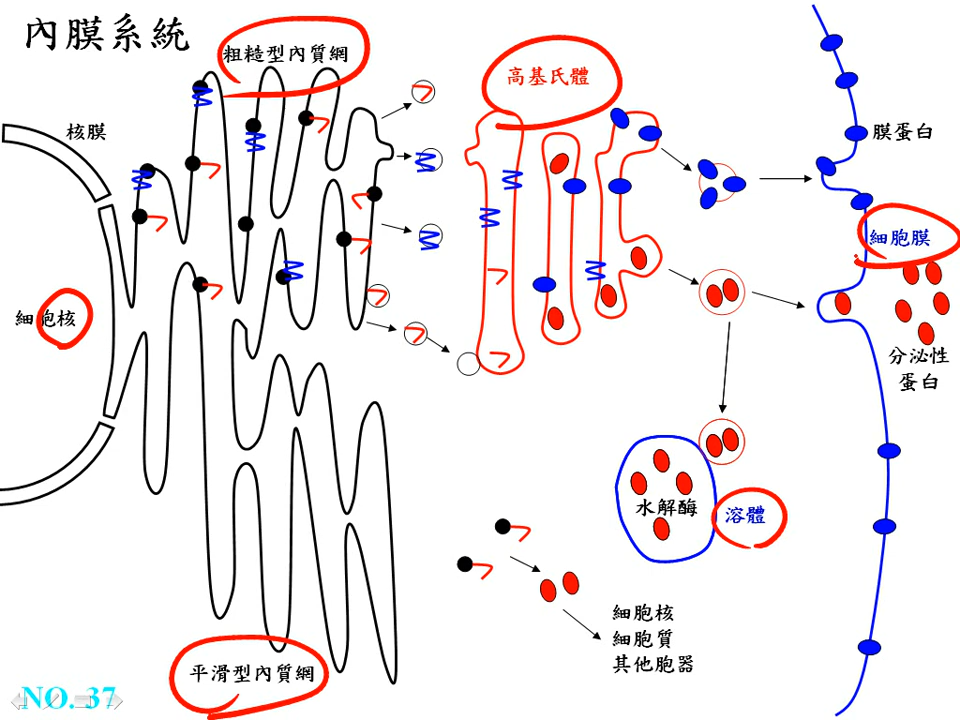 內膜系統
粗糙型內質網
高基氏體
核膜
膜蛋白
細胞膜
細胞核
分泌性
蛋白
水解酶
溶體
細胞核
細胞質
其他胞器
平滑型內質網
NO. 37